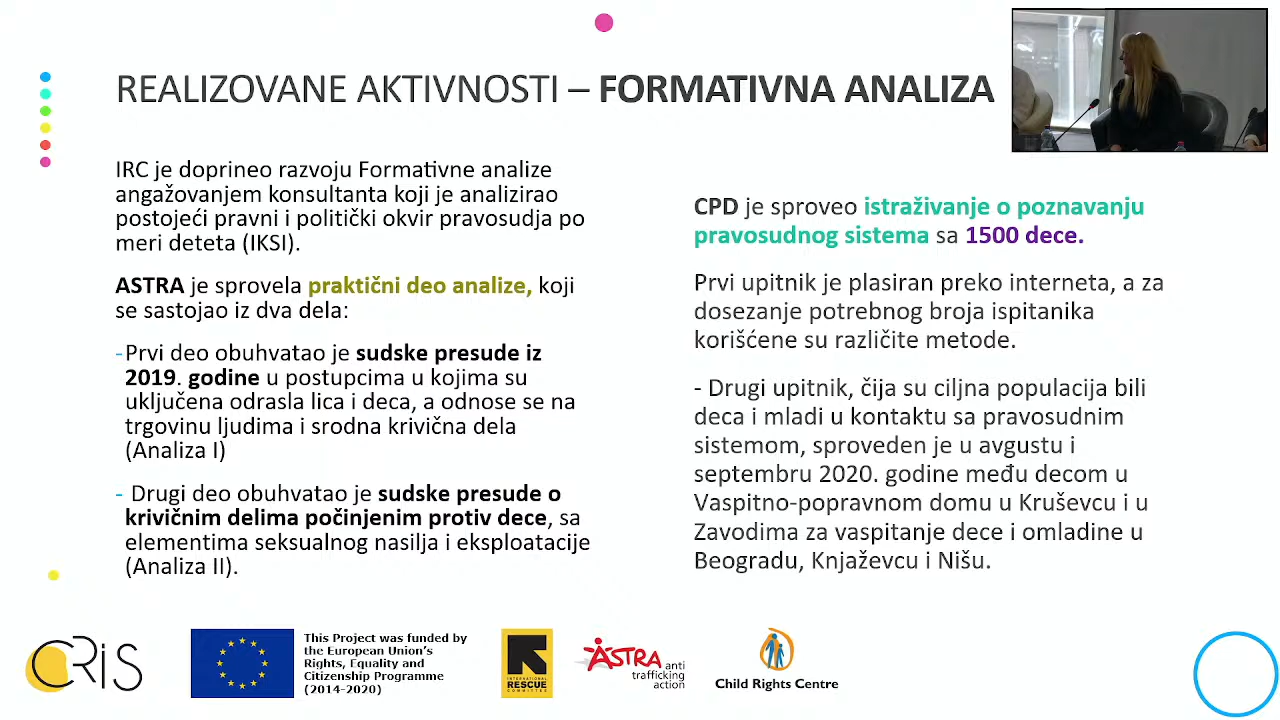 REALIZOVANE AKTIVNOSTI – FORMATIVNA ANALIZA
IRC je doprineo razvoju Formativne analize
angažovanjem konsultanta koji je analizirao
postojeći pravni i politički okvir pravosudja po
meri deteta (IKSI).
ASTRA je sprovela praktični deo analize, koji
se sastojao iz dva dela:
-Prvi deo obuhvatao je sudske presude iz
2019. godine u postupcima u kojima su
uključena odrasla lica i deca, a odnose se na
trgovinu ljudima i srodna krivična dela
(Analiza I)
- Drugi deo obuhvatao je sudske presude o
krivičnim delima počinjenim protiv dece, sa
elementima seksualnog nasilja i eksploatacije
(Analiza II).
CPD je sproveo istraživanje o poznavanju
pravosudnog sistema sa 1500 dece.
Prvi upitnik je plasiran preko interneta, a za
dosezanje potrebnog broja ispitanika
korišćene su različite metode.
- Drugi upitnik, čija su ciljna populacija bili
deca i mladi u kontaktu sa pravosudnim
sistemom, sproveden je u avgustu i
septembru 2020. godine među decom u
Vaspitno-popravnom domu u Kruševcu i u
Zavodima za vaspitanje dece i omladine u
Beogradu, Knjaževcu i Nišu.
CRiS
This Project was funded by
the European Union's
Rights, Equality and
Citizenship Programme
(2014-2020)
INTERNATIONAL
RESCUE
COMMITTEE
ASTRA anti
trafficking
action
Child Rights Centre